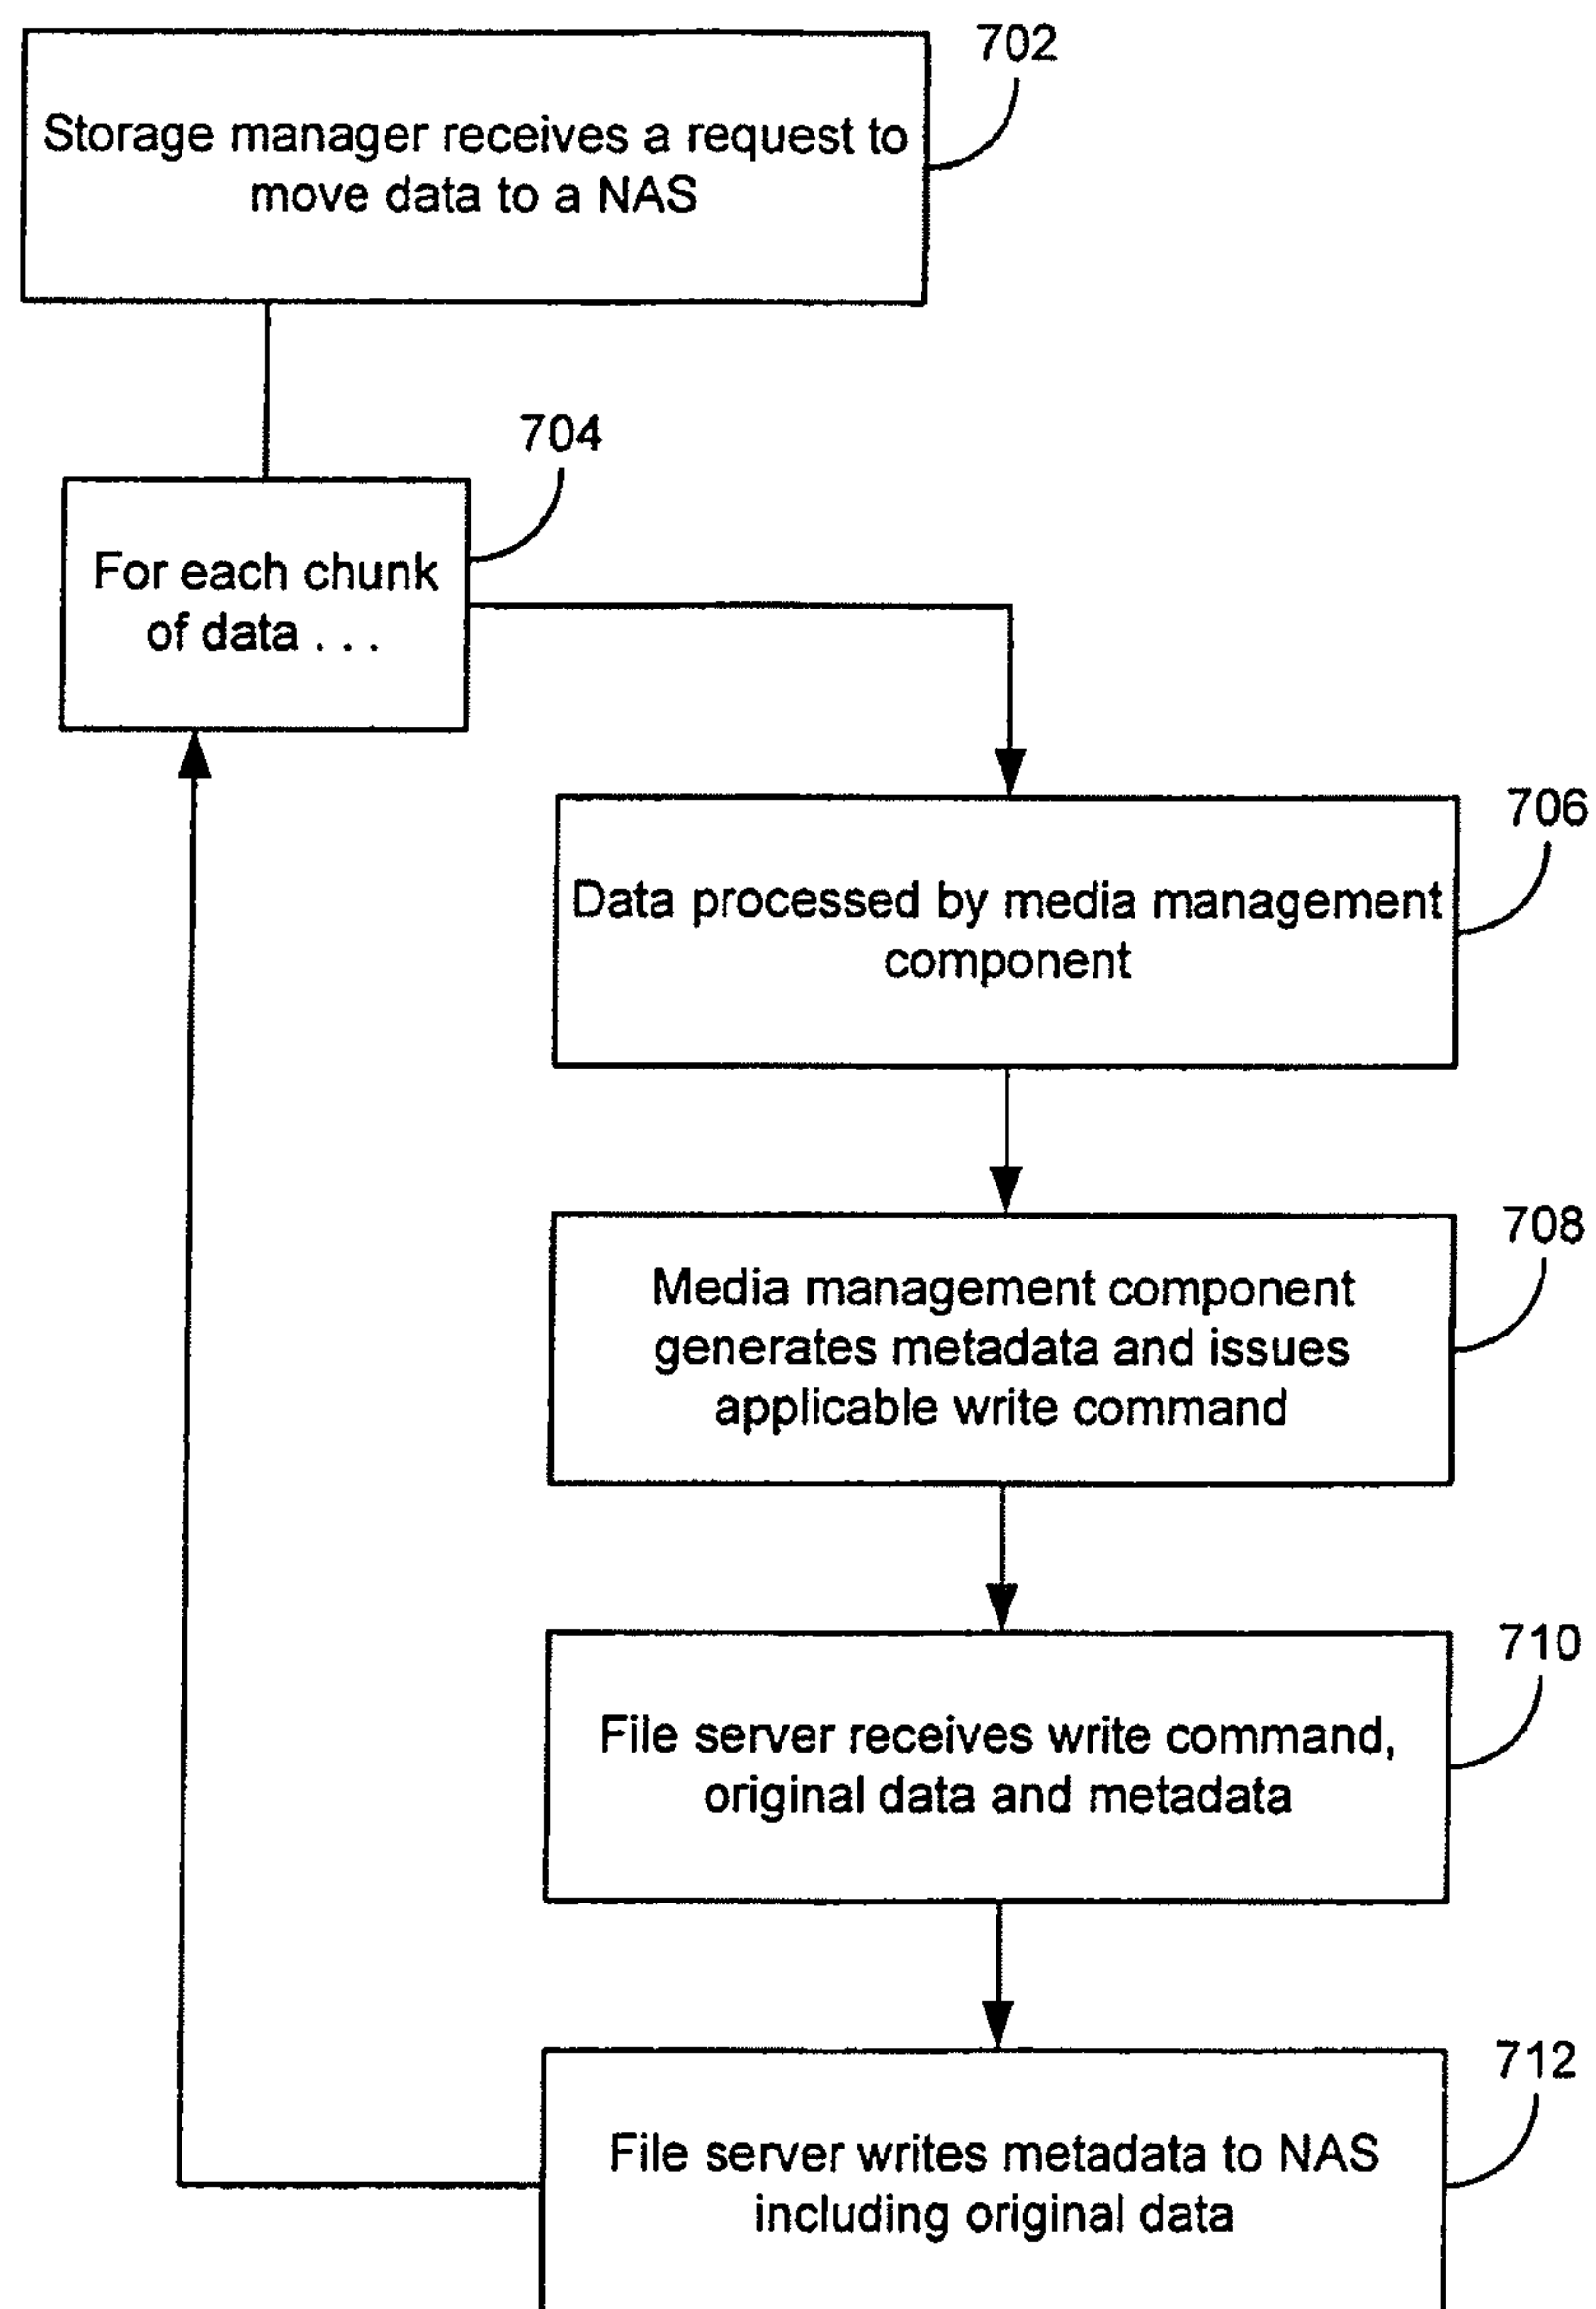 702
Storage manager receives a request to
move data to a NAS
704
For each chunk
of data . . .
706
Data processed by media management
component
708
Media management component
generates metadata and issues
applicable write command
710
File server receives write command,
original data and metadata
712
File server writes metadata to NAS
including original data